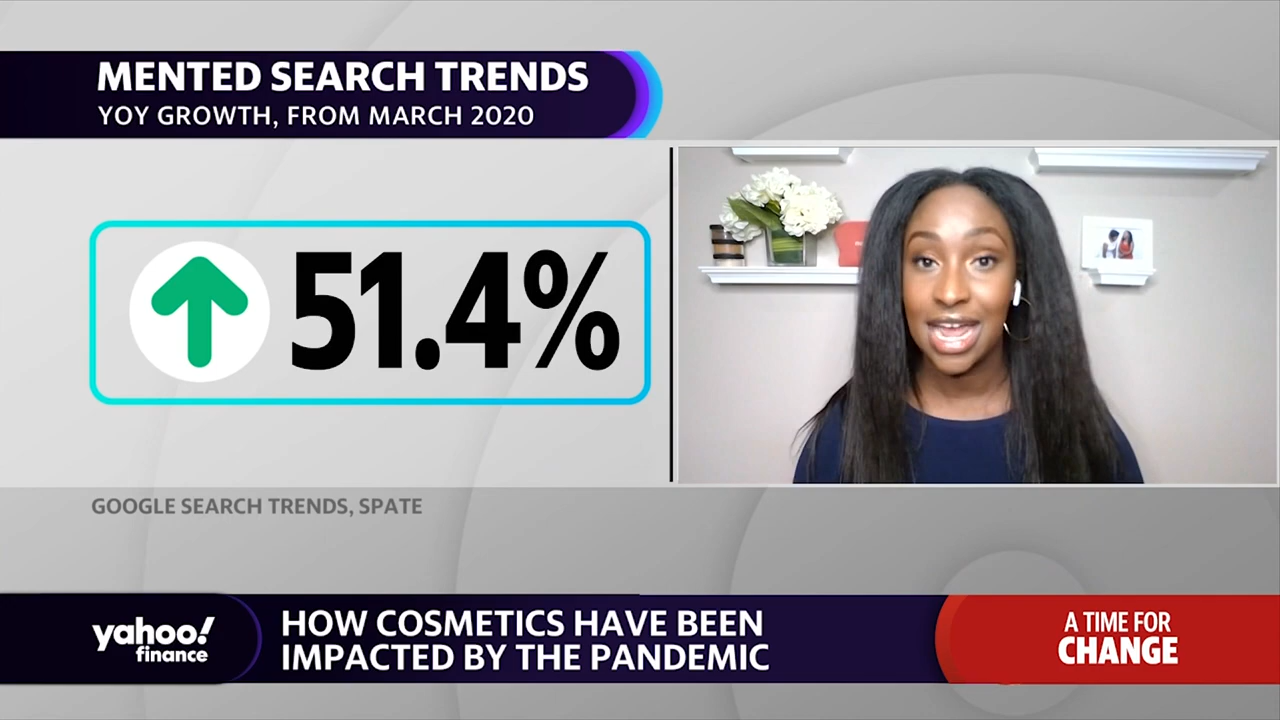 MENTED SEARCH TRENDS
YOY GROWTH, FROM MARCH 2020
51.4%
GOOGLE SEARCH TRENDS, SPATE
yahoo!
finance
HOW COSMETICS HAVE BEEN
IMPACTED BY THE PANDEMIC
A TIME FOR
CHANGE